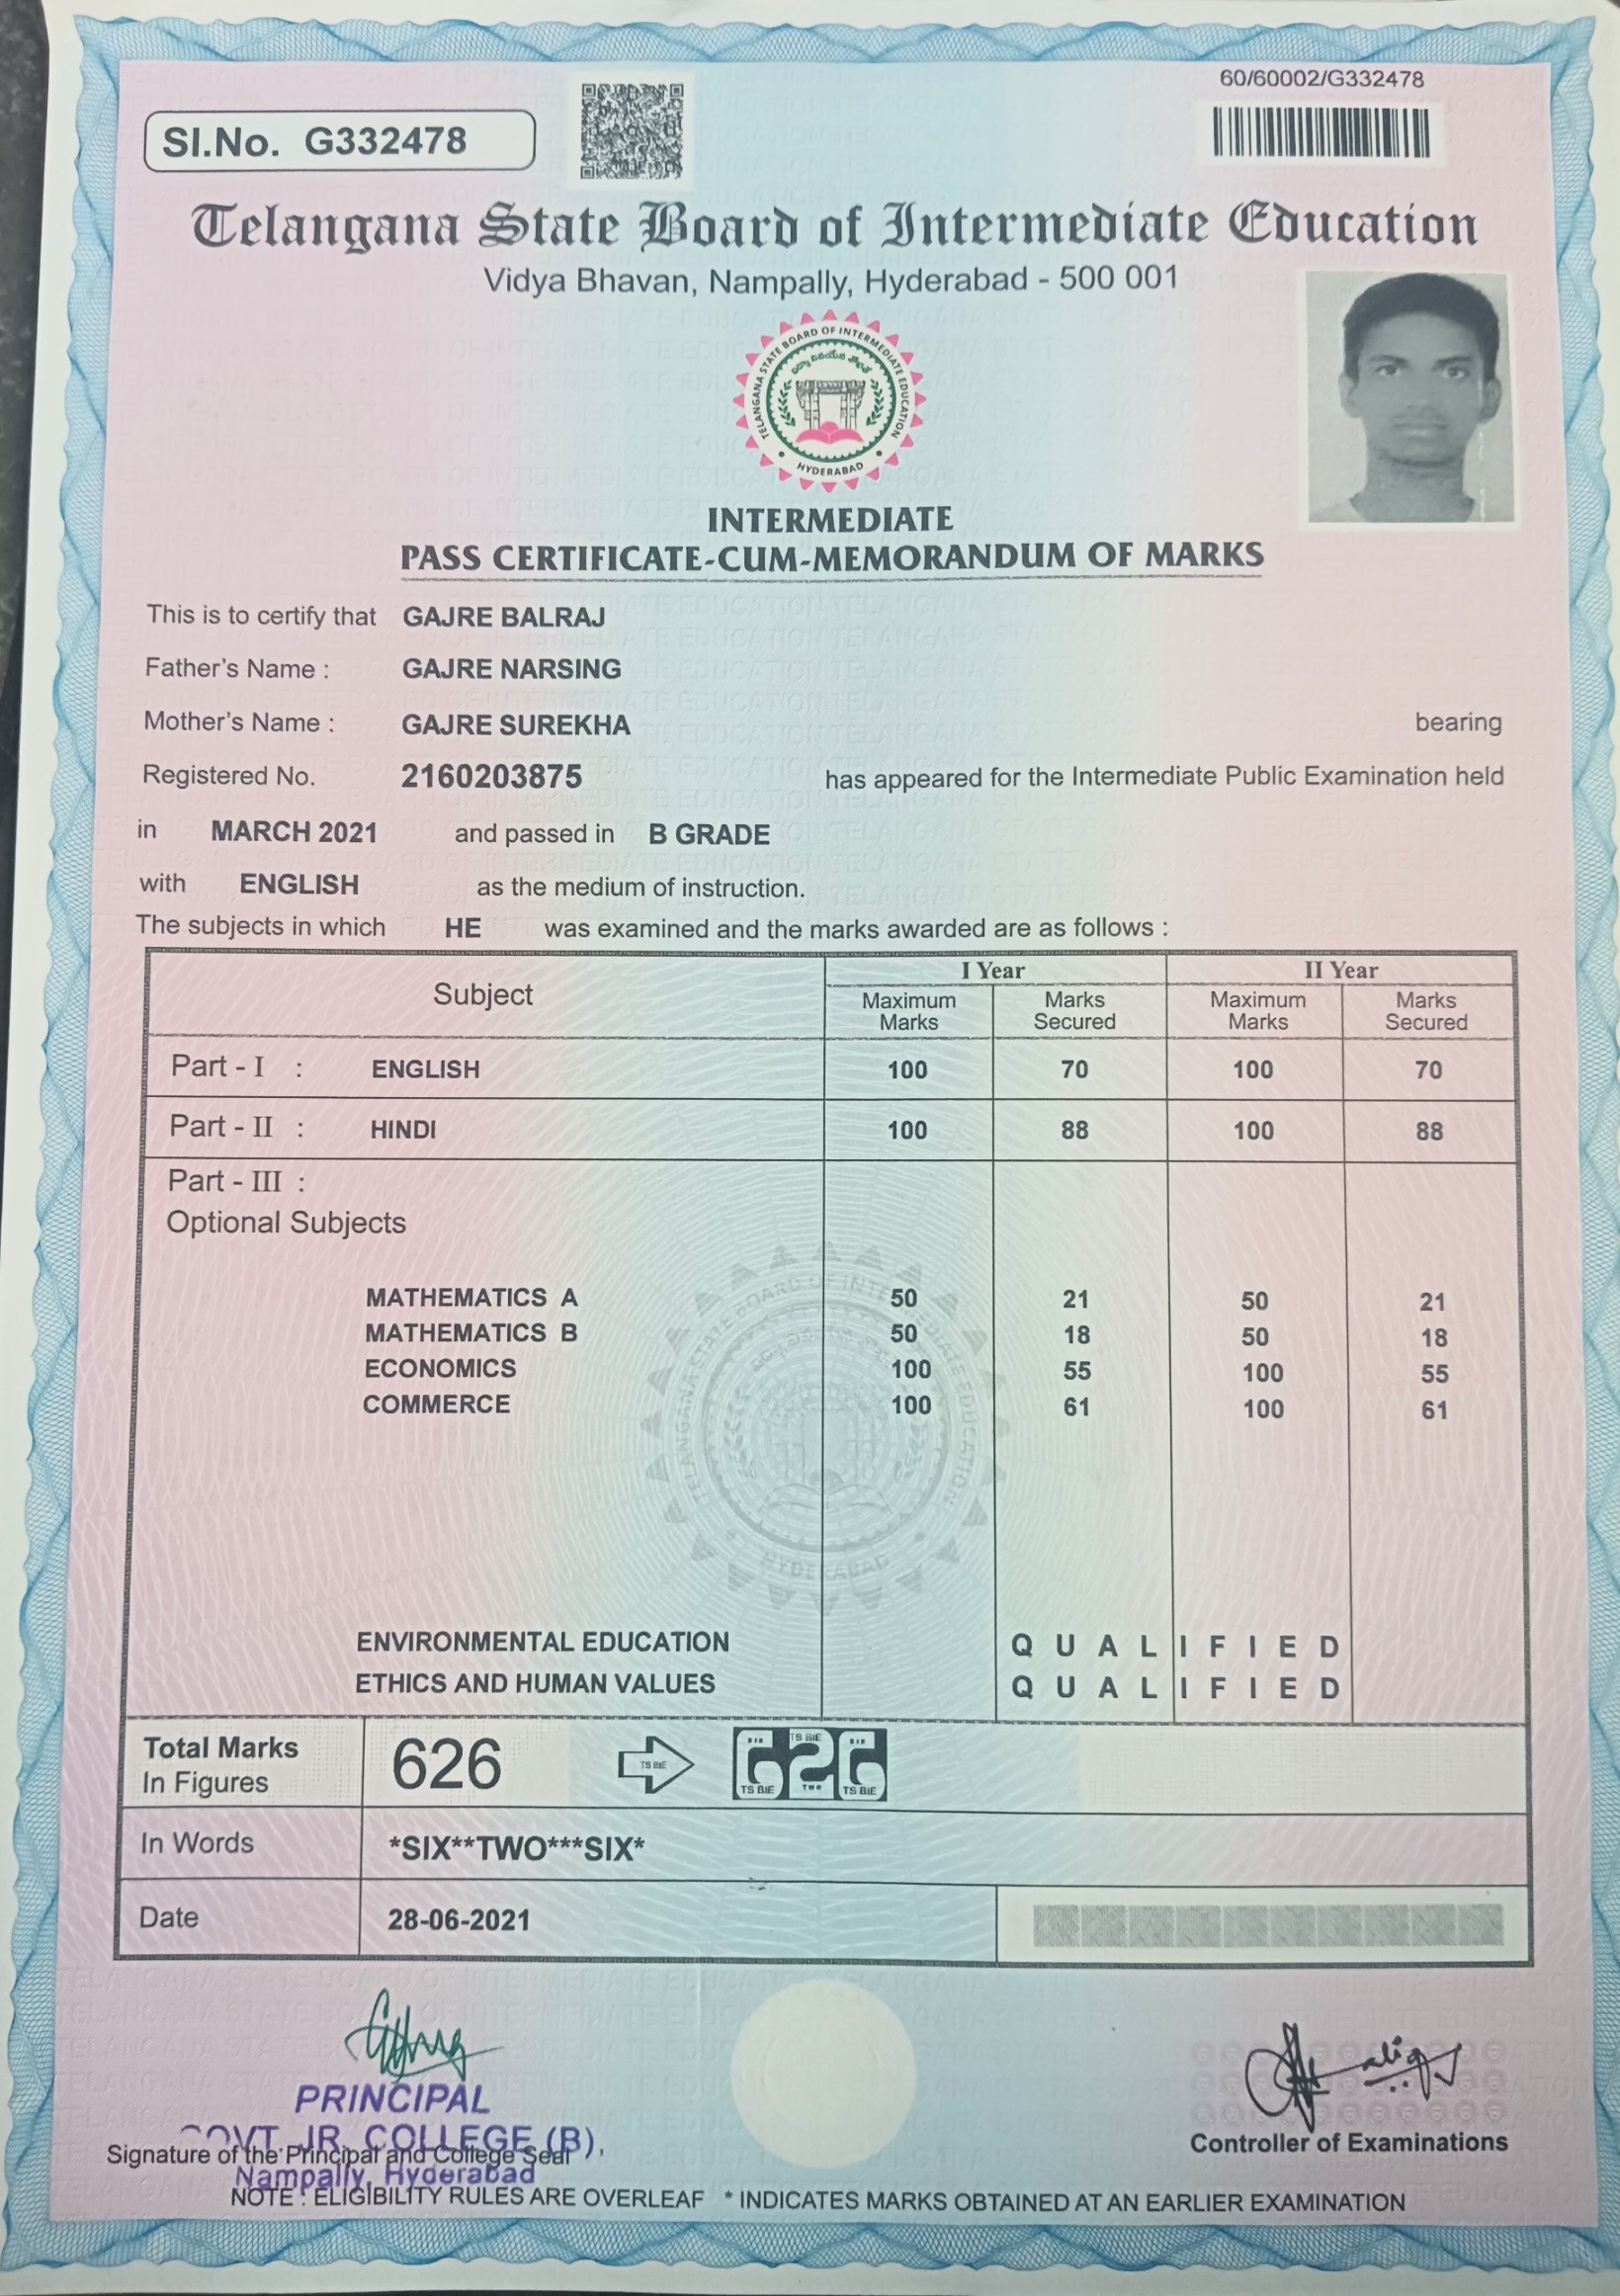 60/60002/G332478
Sl.No. G332478
Telangana State Board of Intermediate Education
Vidya Bhavan, Nampally, Hyderabad - 500 001
TELANGANA STATE BOARD OF INTERMEDIATE EDUCATION
HYDERABAD
INTERMEDIATE
PASS CERTIFICATE-CUM-MEMORANDUM OF MARKS
This is to certify that GAJRE BALRAJ
Father's Name : GAJRE NARSING
Mother's Name : GAJRE SUREKHA bearing
Registered No. 2160203875 has appeared for the Intermediate Public Examination held
in MARCH 2021 and passed in B GRADE
with ENGLISH as the medium of instruction.
The subjects in which HE was examined and the marks awarded are as follows :
Subject I Year II Year
Maximum Marks Marks Secured Maximum Marks Marks Secured
Part - I : ENGLISH 100 70 100 70
Part - II : HINDI 100 88 100 88
Part - III :
Optional Subjects
MATHEMATICS A 50 21 50 21
MATHEMATICS B 50 18 50 18
ECONOMICS 100 55 100 55
COMMERCE 100 61 100 61
ENVIRONMENTAL EDUCATION Q U A L I F I E D
ETHICS AND HUMAN VALUES Q U A L I F I E D
Total Marks
In Figures 626 TS BIE 626
In Words *SIX**TWO***SIX*
Date 28-06-2021
PRINCIPAL
GOVT. JR. COLLEGE (B),
Signature of the Principal and College Seal
Nampally, Hyderabad
Controller of Examinations
NOTE : ELIGIBILITY RULES ARE OVERLEAF * INDICATES MARKS OBTAINED AT AN EARLIER EXAMINATION